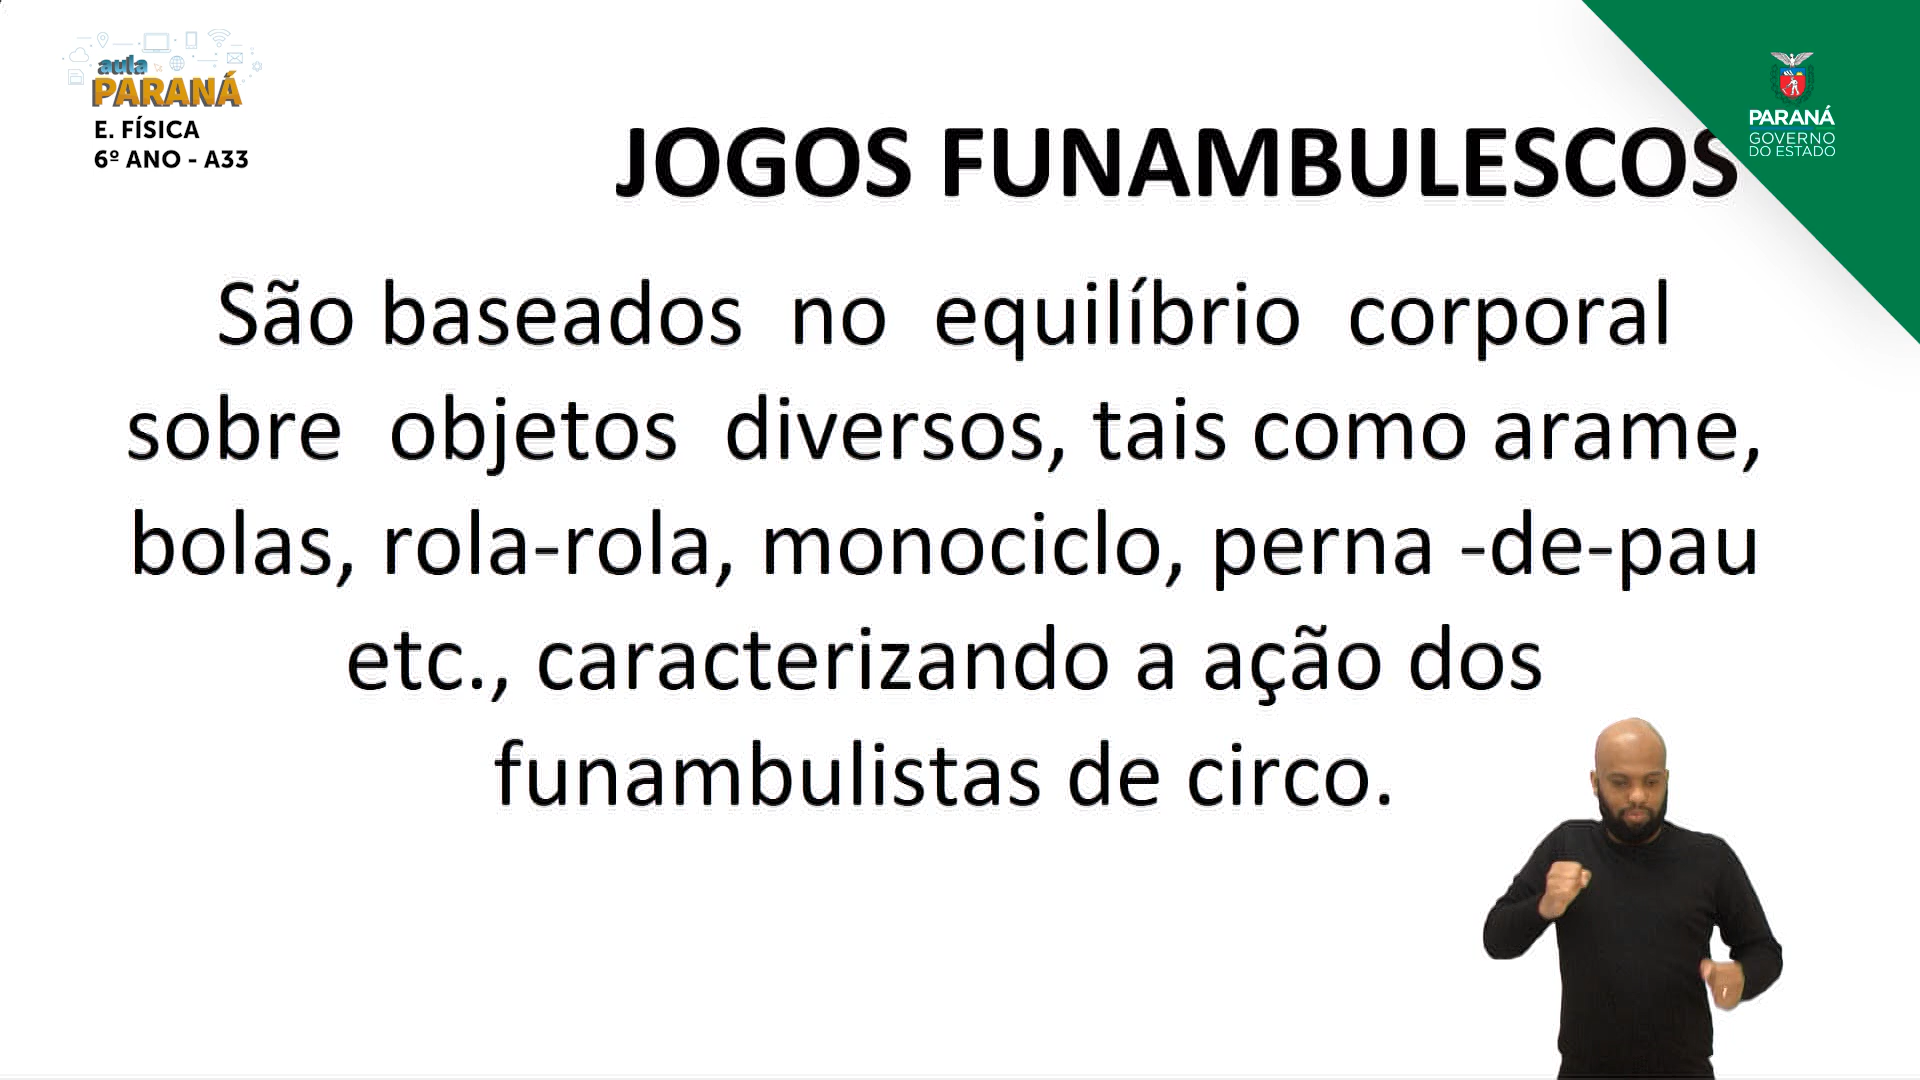 aula
PARANÁ
E. FÍSICA
6º ANO - A33
PARANÁ
GOVERNO
DO ESTADO
JOGOS FUNAMBULESCOS
São baseados no equilíbrio corporal
sobre objetos diversos, tais como arame,
bolas, rola-rola, monociclo, perna -de-pau
etc., caracterizando a ação dos
funambulistas de circo.